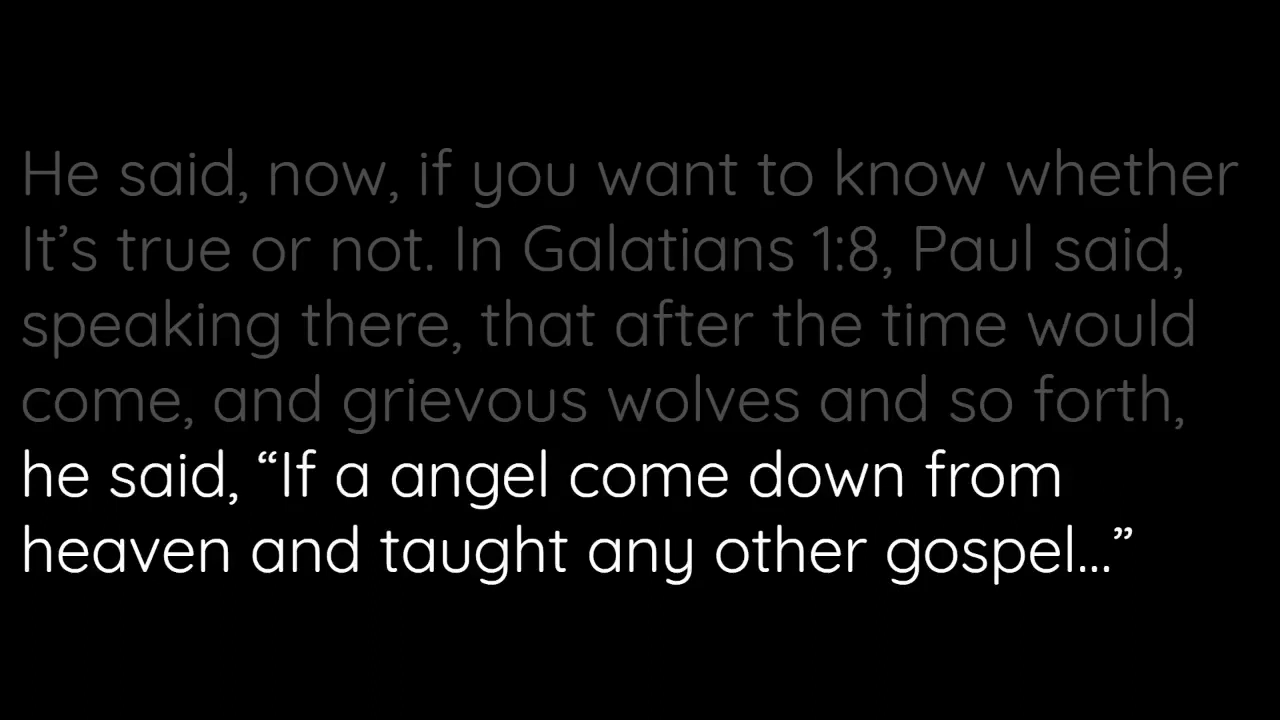 He said, now, if you want to know whether
It’s true or not. In Galatians 1:8, Paul said,
speaking there, that after the time would
come, and grievous wolves and so forth,
he said, “If a angel come down from
heaven and taught any other gospel...”